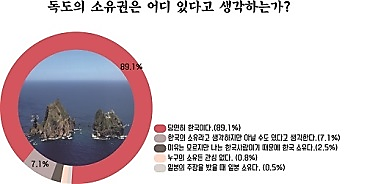 독도의 소유권은 어디 있다고 생각하는가?
89.1%
7.1%
당연히 한국이다.(89.1%)
한국의 소유라고 생각하지만 아닐 수도 있다고 생각한다.(7.1%)
이유는 모르지만 나는 한국사람이기 때문에 한국 소유다.(2.5%)
누구의 소유든 관심 없다. (0.8%)
일본의 주장을 봤을 때 일본 소유다. (0.5%)